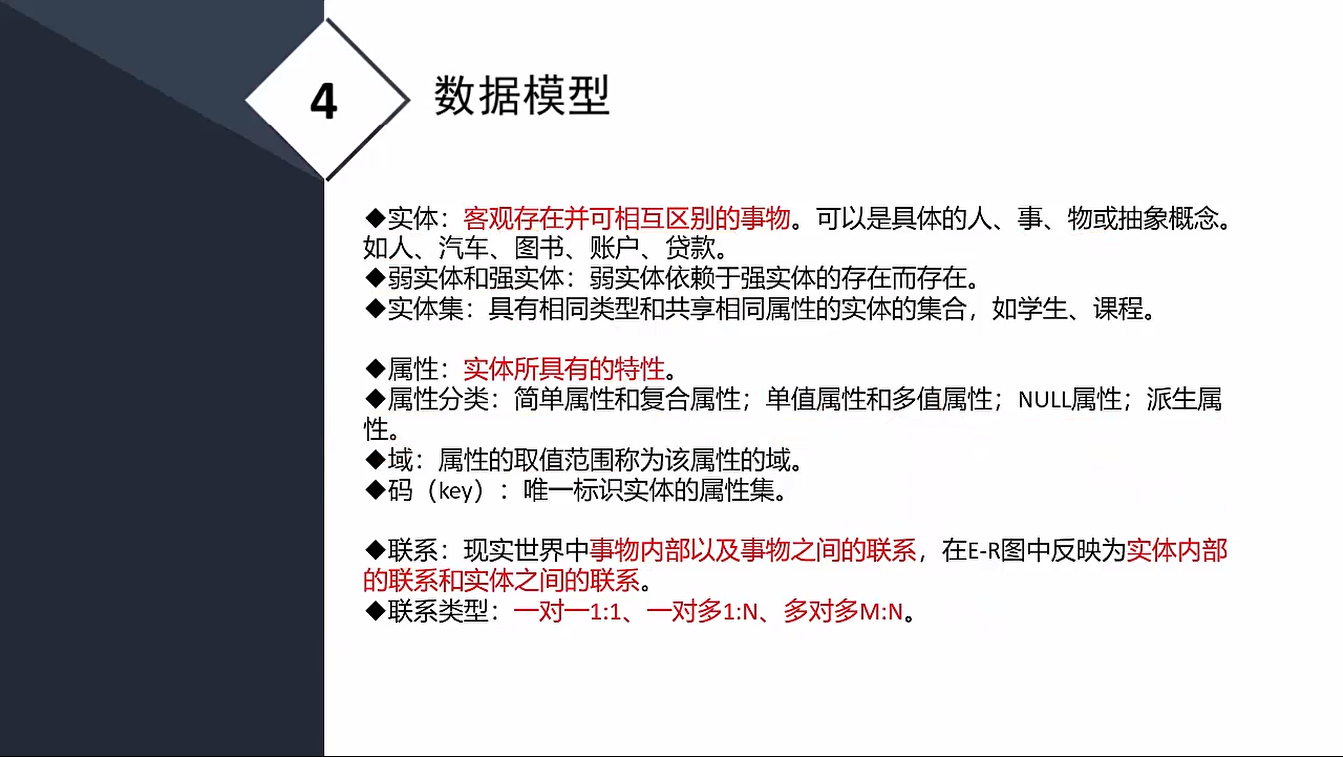 4
数据模型
◆实体：客观存在并可相互区别的事物。可以是具体的人、事、物或抽象概念。
如人、汽车、图书、账户、贷款。
◆弱实体和强实体：弱实体依赖于强实体的存在而存在。
◆实体集：具有相同类型和共享相同属性的实体的集合，如学生、课程。
◆属性：实体所具有的特性。
◆属性分类：简单属性和复合属性；单值属性和多值属性；NULL属性；派生属
性。
◆域：属性的取值范围称为该属性的域。
◆码（key）：唯一标识实体的属性集。
◆联系：现实世界中事物内部以及事物之间的联系，在E-R图中反映为实体内部
的联系和实体之间的联系。
◆联系类型：一对一1:1、一对多1:N、多对多M:N。